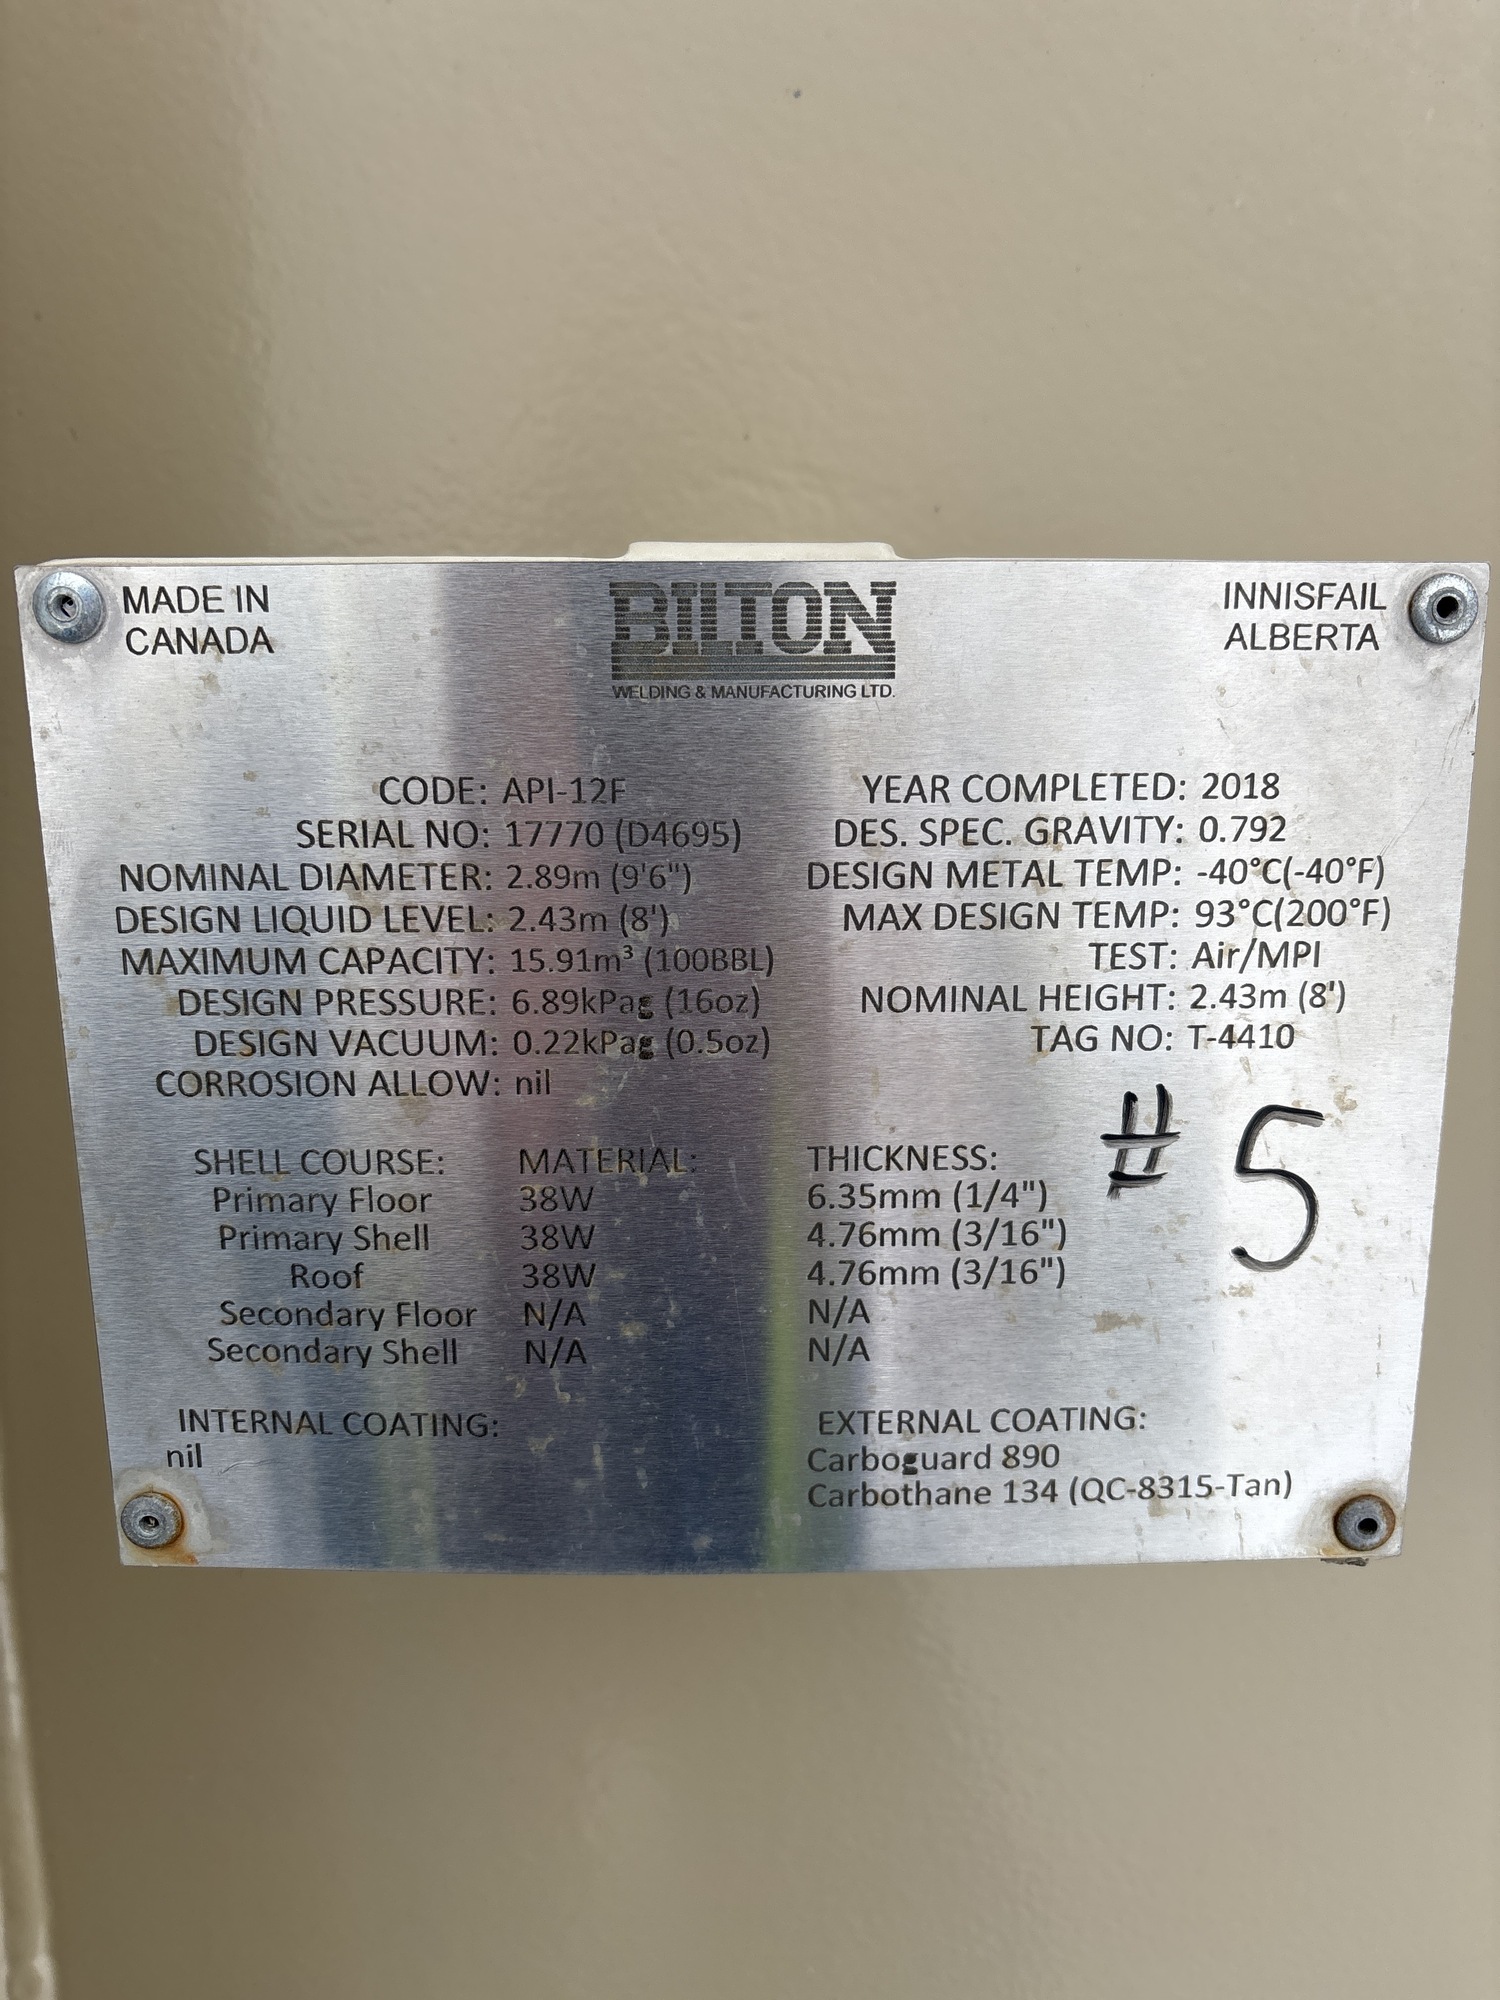 MADE IN
CANADA
BILTON
WELDING & MANUFACTURING LTD.
INNISFAIL
ALBERTA
CODE: API-12F
SERIAL NO: 17770 (D4695)
NOMINAL DIAMETER: 2.89m (9'6")
DESIGN LIQUID LEVEL: 2.43m (8')
MAXIMUM CAPACITY: 15.91m³ (100BBL)
DESIGN PRESSURE: 6.89kPag (16oz)
DESIGN VACUUM: 0.22kPag (0.5oz)
CORROSION ALLOW: nil
YEAR COMPLETED: 2018
DES. SPEC. GRAVITY: 0.792
DESIGN METAL TEMP: -40°C(-40°F)
MAX DESIGN TEMP: 93°C(200°F)
TEST: Air/MPI
NOMINAL HEIGHT: 2.43m (8')
TAG NO: T-4410
# 5
SHELL COURSE: MATERIAL: THICKNESS:
Primary Floor 38W 6.35mm (1/4")
Primary Shell 38W 4.76mm (3/16")
Roof 38W 4.76mm (3/16")
Secondary Floor N/A N/A
Secondary Shell N/A N/A
INTERNAL COATING:
nil
EXTERNAL COATING:
Carboguard 890
Carbothane 134 (QC-8315-Tan)